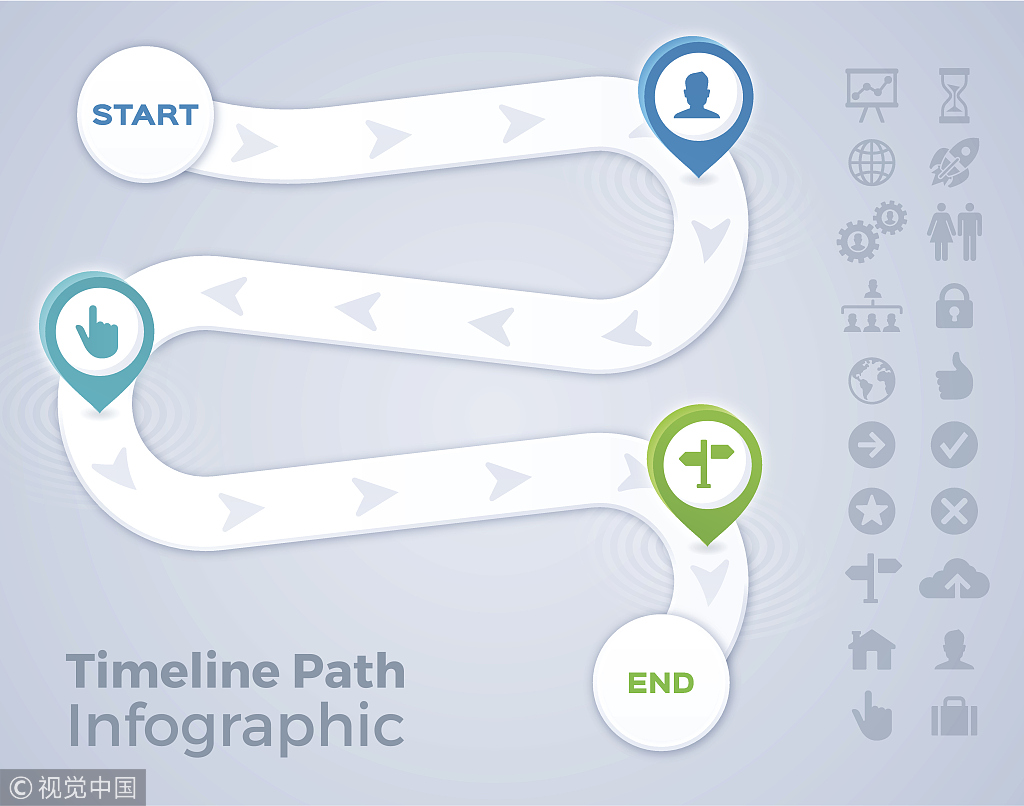 START
END
Timeline Path
Infographic
© 视觉中国